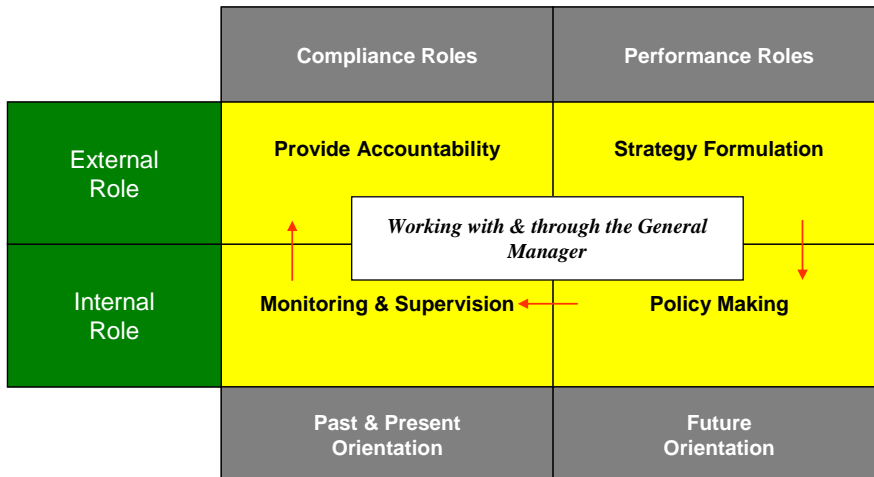 Compliance Roles
Performance Roles
External
Role
Provide Accountability
Strategy Formulation
Working with & through the General
Manager
Internal
Role
Monitoring & Supervision
Policy Making
Past & Present
Orientation
Future
Orientation